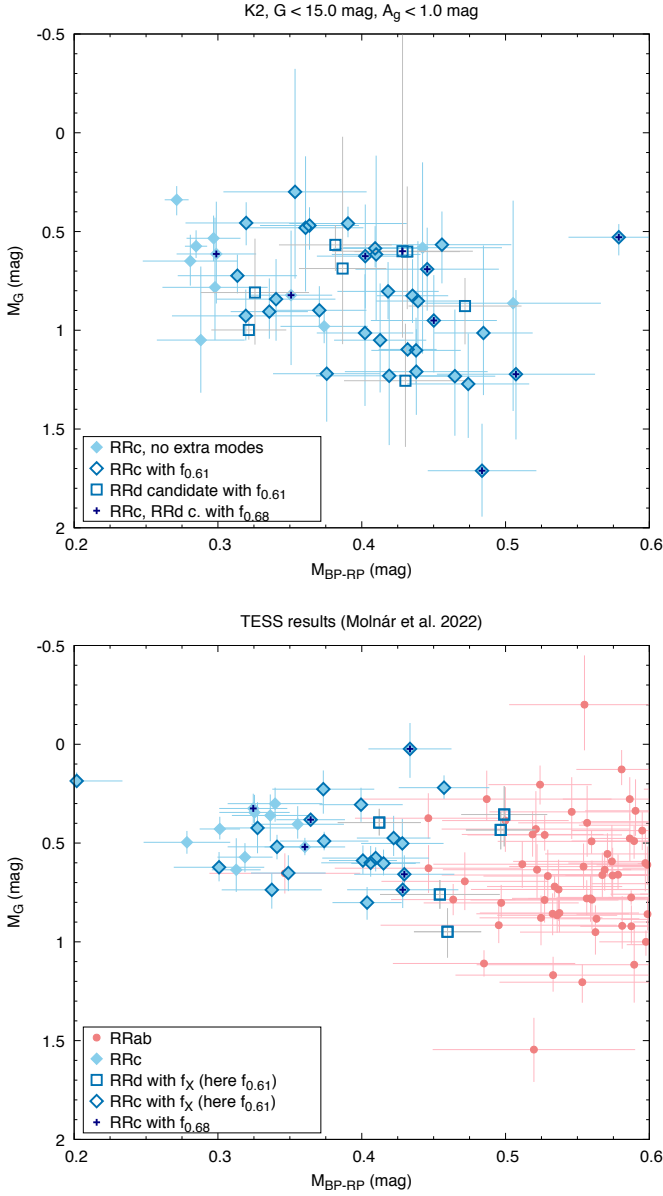 K2, G < 15.0 mag, A_g < 1.0 mag
-0.5
0
0.5
1
1.5
2
M_G (mag)
RRc, no extra modes
RRc with f_0.61
RRd candidate with f_0.61
RRc, RRd c. with f_0.68
0.2 0.3 0.4 0.5 0.6
M_BP-RP (mag)
TESS results (Molnár et al. 2022)
-0.5
0
0.5
1
1.5
2
M_G (mag)
RRab
RRc
RRd with f_X (here f_0.61)
RRc with f_X (here f_0.61)
RRc with f_0.68
0.2 0.3 0.4 0.5 0.6
M_BP-RP (mag)